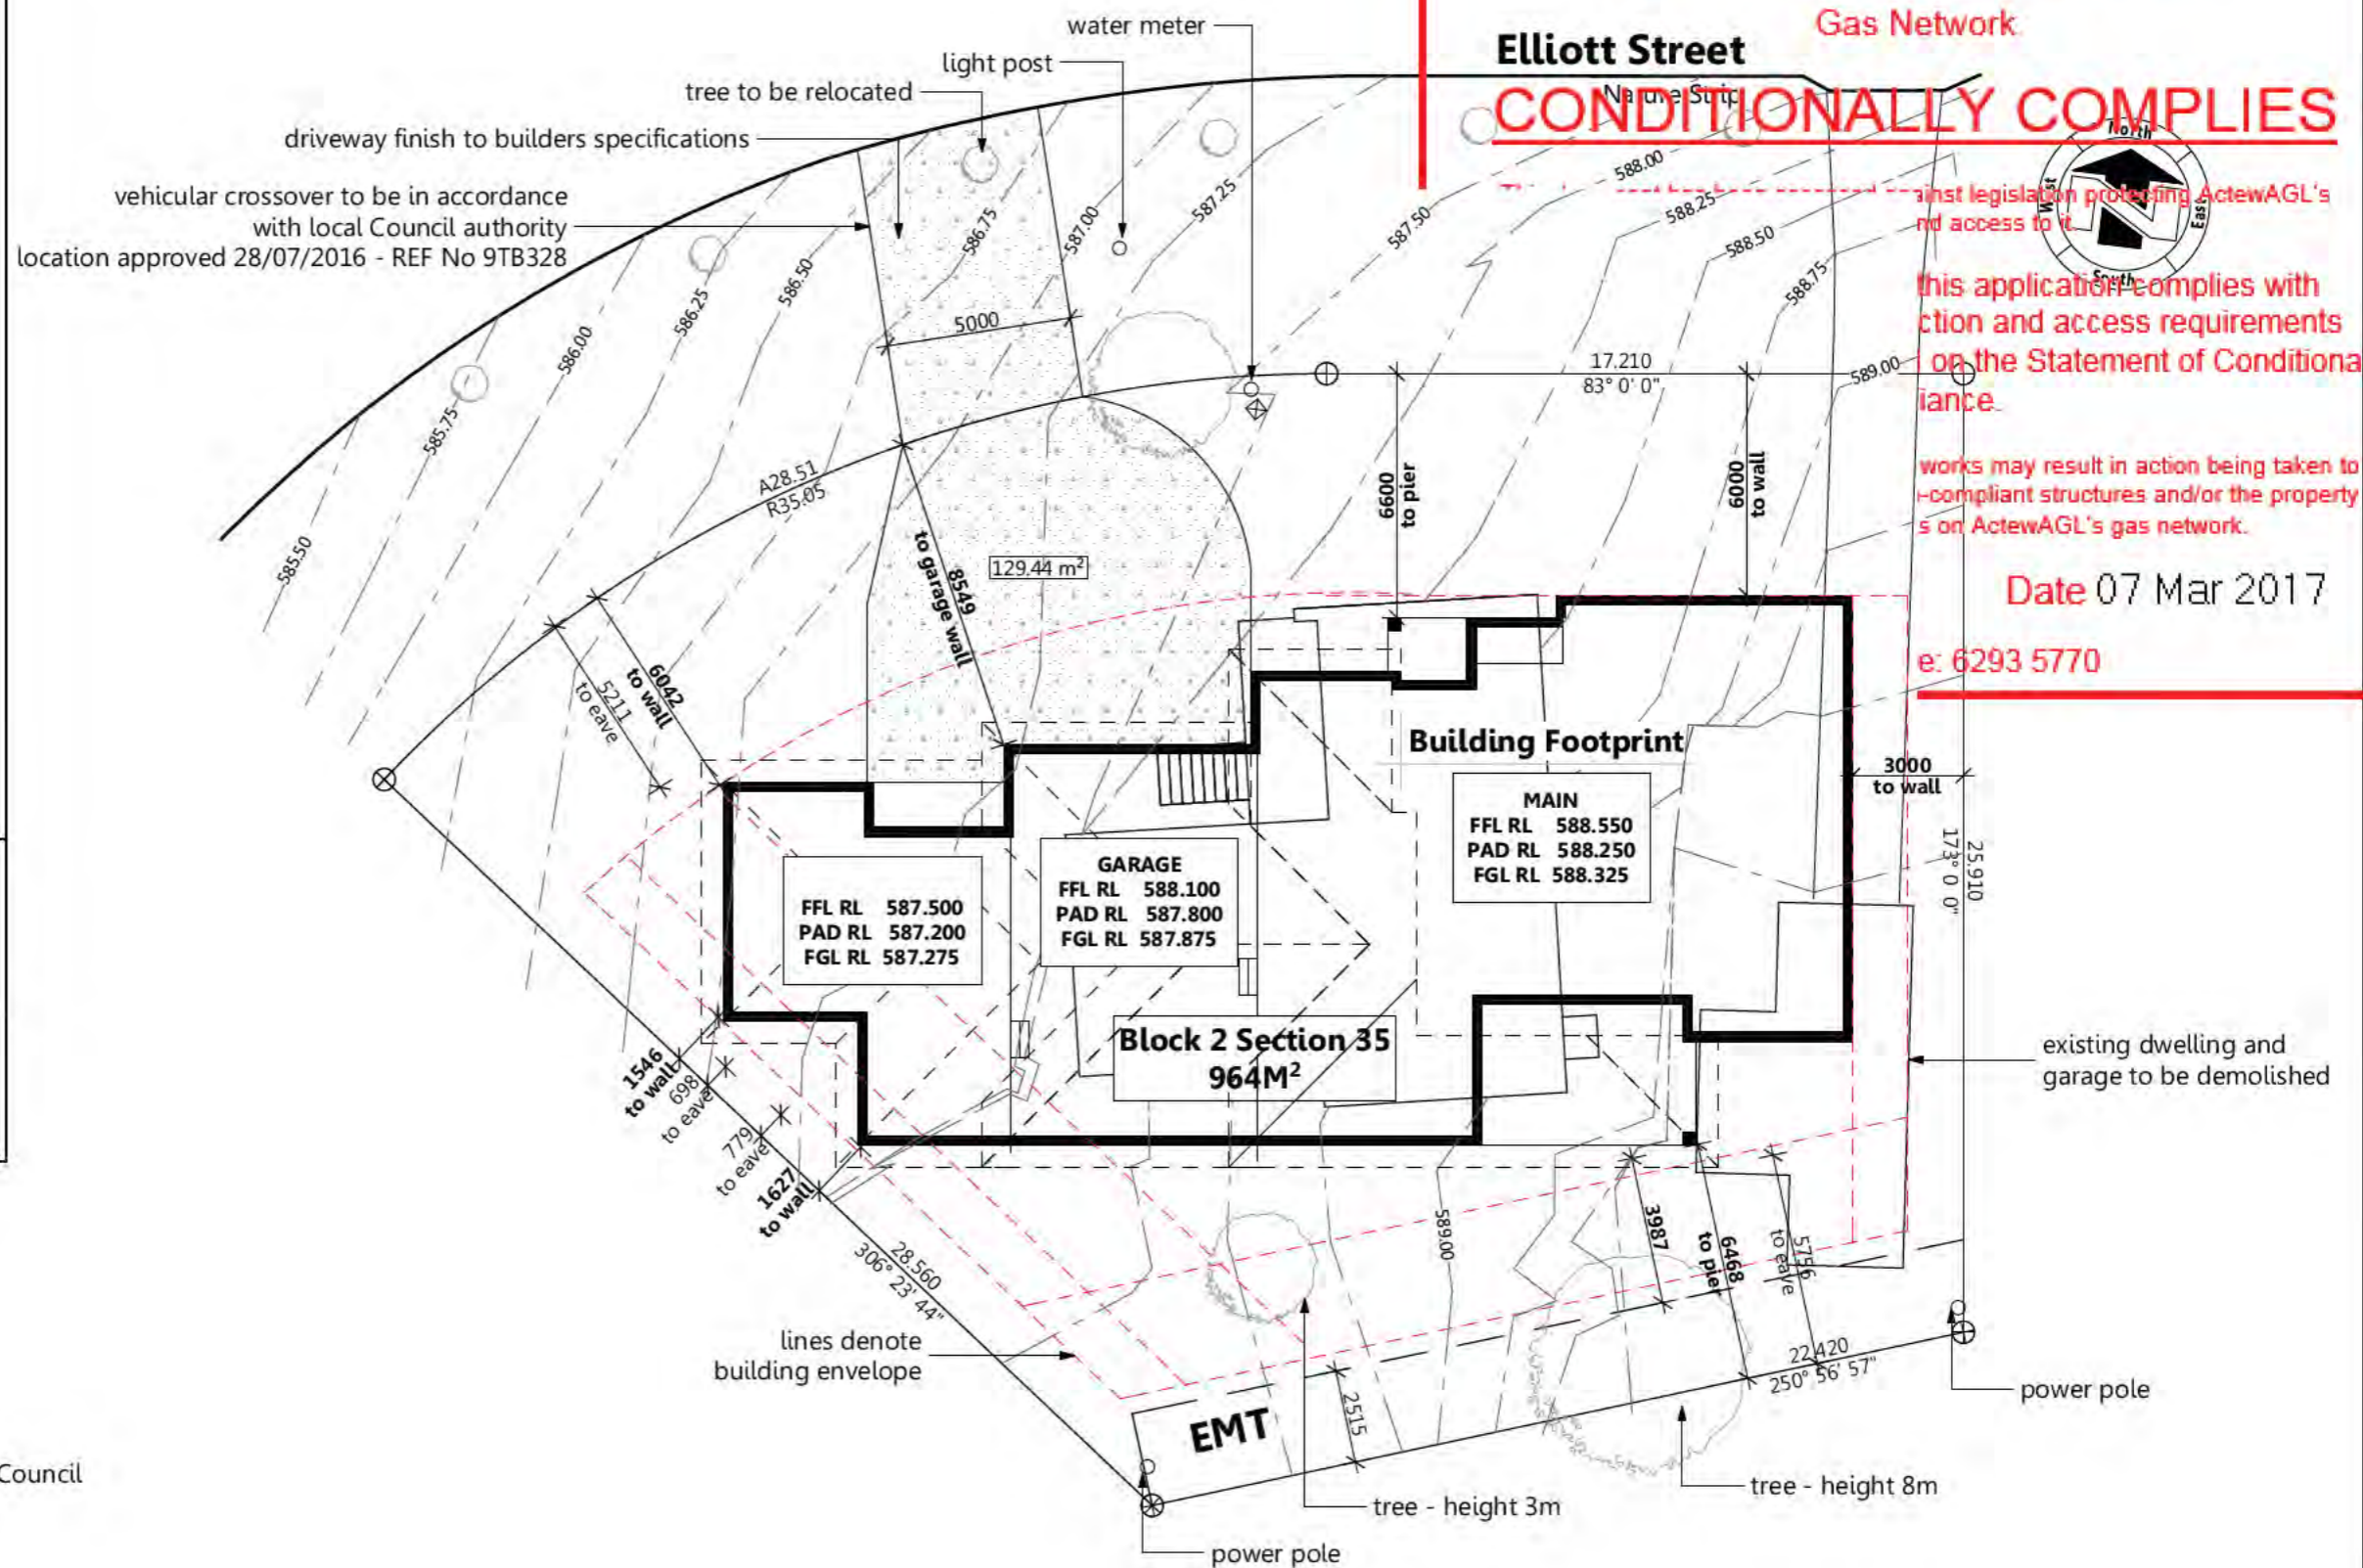 water meter
Elliott Street
Gas Network
light post
Nature Strip
tree to be relocated
CONDITIONALLY COMPLIES
driveway finish to builders specifications
North
West
East
South
vehicular crossover to be in accordance
with local Council authority
location approved 28/07/2016 - REF No 9TB328
inst legislation protecting ActewAGL's
nd access to it.
this application complies with
ction and access requirements
on the Statement of Conditiona
iance.
works may result in action being taken to
-compliant structures and/or the property
s on ActewAGL's gas network.
Date 07 Mar 2017
e: 6293 5770
585.50
585.75
586.00
586.25
586.50
586.75
587.00
587.25
587.50
588.00
588.25
588.50
588.75
589.00
5000
17.210
83° 0' 0"
A28.51
R35.05
6600
to pier
6000
to wall
8549
to garage wall
129.44 m²
6042
to wall
5211
to eave
Building Footprint
3000
to wall
25.910
173° 0' 0"
MAIN
FFL RL 588.550
PAD RL 588.250
FGL RL 588.325
GARAGE
FFL RL 588.100
PAD RL 587.800
FGL RL 587.875
FFL RL 587.500
PAD RL 587.200
FGL RL 587.275
Block 2 Section 35
964M²
existing dwelling and
garage to be demolished
1546
to wall
698
to eave
779
to eave
1627
to wall
28.560
306° 23' 44"
589.00
3987
6468
to pier
5756
to eave
lines denote
building envelope
22.420
250° 56' 57"
power pole
EMT
2515
Council
tree - height 3m
tree - height 8m
power pole